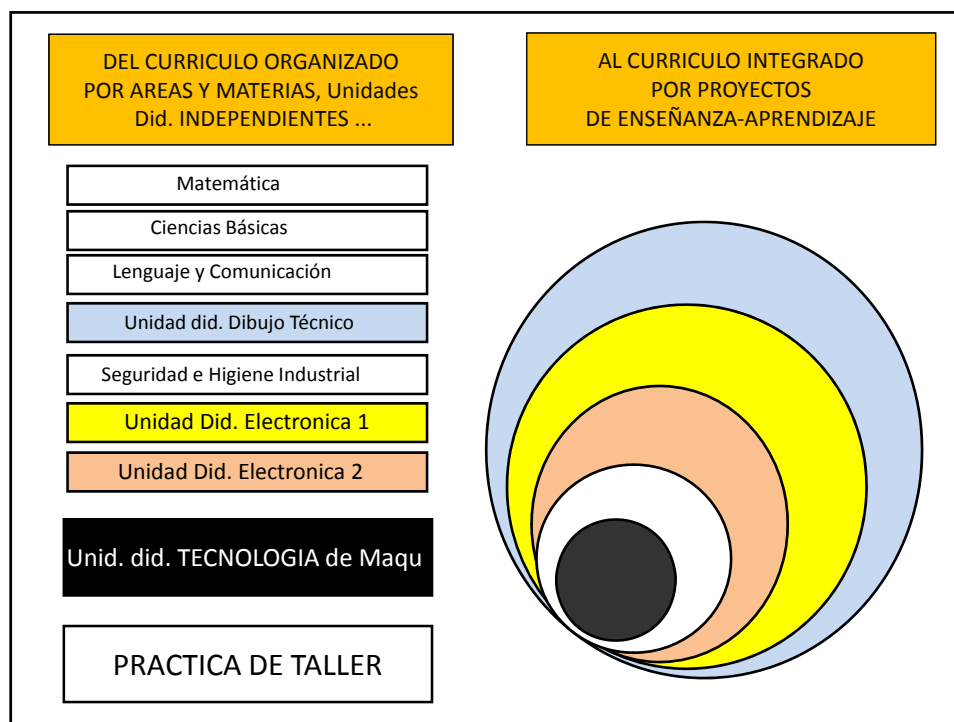 DEL CURRICULO ORGANIZADO
POR AREAS Y MATERIAS, Unidades
Did. INDEPENDIENTES ...
AL CURRICULO INTEGRADO
POR PROYECTOS
DE ENSEÑANZA-APRENDIZAJE
Matemática
Ciencias Básicas
Lenguaje y Comunicación
Unidad did. Dibujo Técnico
Seguridad e Higiene Industrial
Unidad Did. Electronica 1
Unidad Did. Electronica 2
Unid. did. TECNOLOGIA de Maqu
PRACTICA DE TALLER